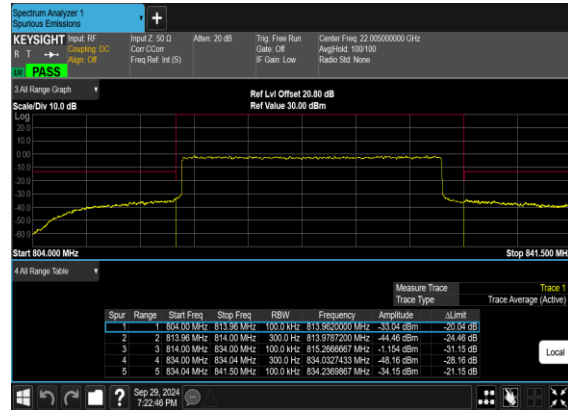 Spectrum Analyzer 1
Spurious Emissions
+
KEYSIGHT Input: RF Input Z: 50 Ω Atten: 20 dB Trig: Free Run Center Freq: 22.005000000 GHz
R T Coupling: DC Corr CCorr Gate: Off Avg|Hold: 100/100
Align: Off Freq Ref: Int (S) IF Gain: Low Radio Std: None
LW PASS
3 All Range Graph
Ref Lvl Offset 20.80 dB
Scale/Div 10.0 dB Ref Value 30.00 dBm
Log
20.0
10.0
0.00
-10.0
-20.0
-30.0
-40.0
-50.0
-60.0
Start 804.000 MHz Stop 841.500 MHz
4 All Range Table
Measure Trace Trace 1
Trace Type Trace Average (Active)
Spur Range Start Freq Stop Freq RBW Frequency Amplitude ΔLimit
1 1 804.00 MHz 813.96 MHz 100.0 kHz 813.9620000 MHz -33.04 dBm -20.04 dB
2 2 813.96 MHz 814.00 MHz 300.0 Hz 813.9787200 MHz -44.46 dBm -24.46 dB
3 3 814.00 MHz 834.00 MHz 100.0 kHz 815.2666667 MHz -1.154 dBm -31.15 dB
4 4 834.00 MHz 834.04 MHz 300.0 Hz 834.0327433 MHz -48.16 dBm -28.16 dB
5 5 834.04 MHz 841.50 MHz 100.0 kHz 834.2369867 MHz -34.15 dBm -21.15 dB
Local
? Sep 29, 2024
7:22:46 PM